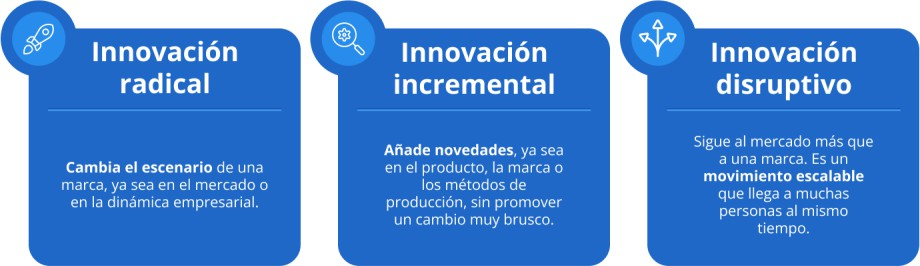 Innovación
radical
Cambia el escenario de una
marca, ya sea en el mercado o
en la dinámica empresarial.
Innovación
incremental
Añade novedades, ya sea
en el producto, la marca o
los métodos de
producción, sin promover
un cambio muy brusco.
Innovación
disruptivo
Sigue al mercado más que
a una marca. Es un
movimiento escalable
que llega a muchas
personas al mismo
tiempo.